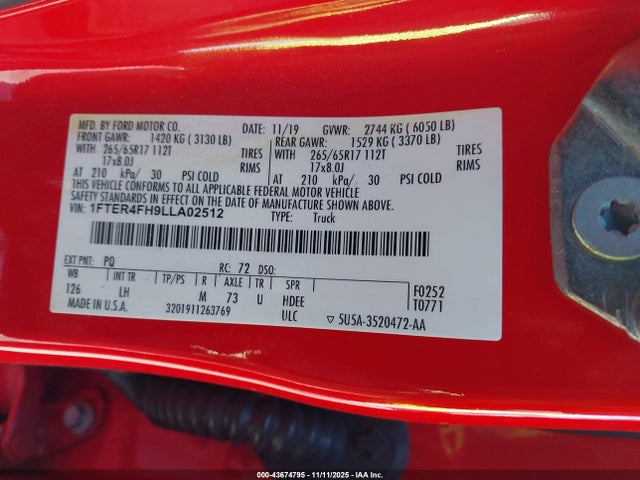 MFD. BY FORD MOTOR CO.
DATE: 11/19 GVWR: 2744 KG ( 6050 LB)
FRONT GAWR: 1420 KG ( 3130 LB) REAR GAWR: 1529 KG ( 3370 LB)
WITH 265/65R17 112T TIRES WITH 265/65R17 112T TIRES
17x8.0J RIMS 17x8.0J RIMS
AT 210 kPa/ 30 PSI COLD AT 210 kPa/ 30 PSI COLD
THIS VEHICLE CONFORMS TO ALL APPLICABLE FEDERAL MOTOR VEHICLE
SAFETY STANDARDS IN EFFECT ON THE DATE OF MANUFACTURE SHOWN ABOVE.
VIN: 1FTER4FH9LLA02512
TYPE: Truck
EXT PNT: PQ RC: 72 DSO:
WB INT TR TP/PS R AXLE TR SPR
126 LH M 73 U HDEE F0252
T0771
MADE IN U.S.A. 3201911263769 ULC ▽ 5U5A-3520472-AA
© - 43674795 - 11/11/2025 - IAA Inc.